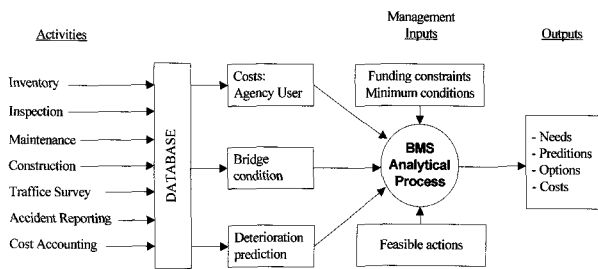 Activities
Management
Inputs
Outputs
Inventory
Inspection
Maintenance
Construction
Traffice Survey
Accident Reporting
Cost Accounting
DATABASE
Costs:
Agency User
Bridge
condition
Deterioration
prediction
Funding constraints
Minimum conditions
BMS
Analytical
Process
Feasible actions
- Needs
- Preditions
- Options
- Costs